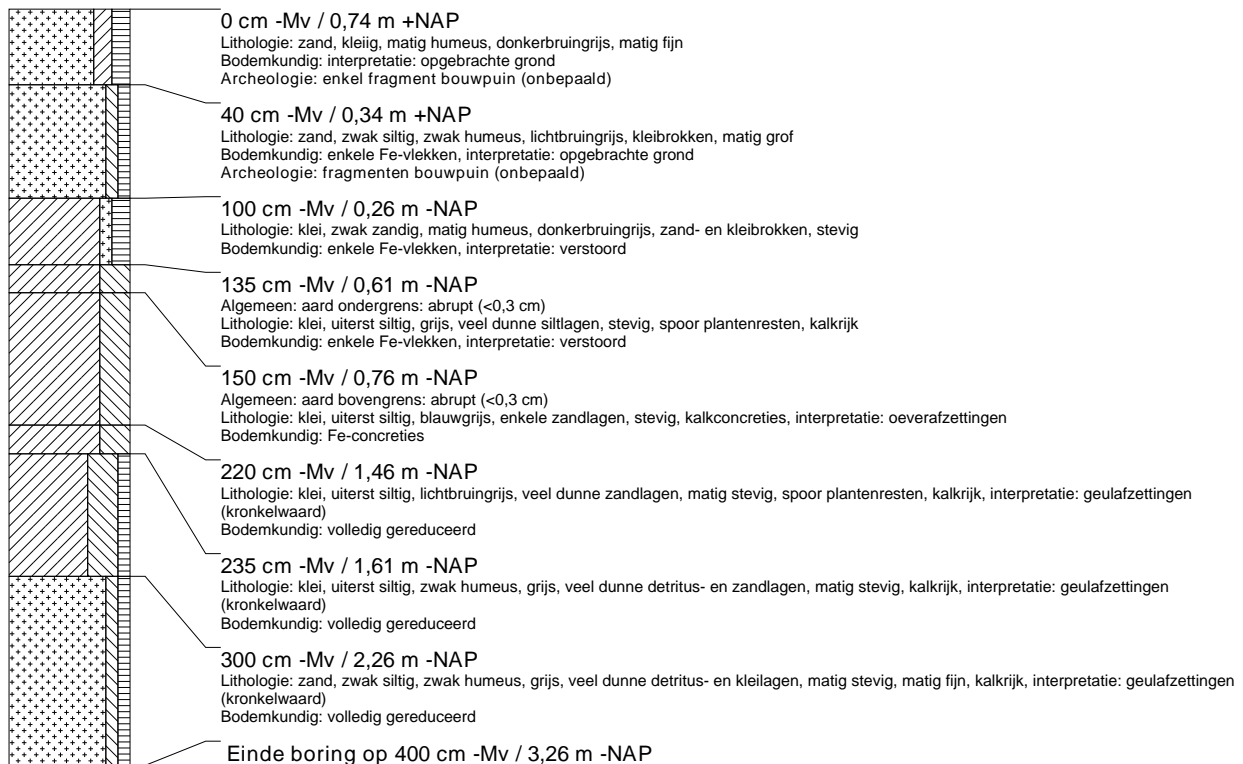 0 cm -Mv / 0,74 m +NAP
Lithologie: zand, kleiig, matig humeus, donkerbruingrijs, matig fijn
Bodemkundig: interpretatie: opgebrachte grond
Archeologie: enkel fragment bouwpuin (onbepaald)
40 cm -Mv / 0,34 m +NAP
Lithologie: zand, zwak siltig, zwak humeus, lichtbruingrijs, kleibrokken, matig grof
Bodemkundig: enkele Fe-vlekken, interpretatie: opgebrachte grond
Archeologie: fragmenten bouwpuin (onbepaald)
100 cm -Mv / 0,26 m -NAP
Lithologie: klei, zwak zandig, matig humeus, donkerbruingrijs, zand- en kleibrokken, stevig
Bodemkundig: enkele Fe-vlekken, interpretatie: verstoord
135 cm -Mv / 0,61 m -NAP
Algemeen: aard ondergrens: abrupt (<0,3 cm)
Lithologie: klei, uiterst siltig, grijs, veel dunne siltlagen, stevig, spoor plantenresten, kalkrijk
Bodemkundig: enkele Fe-vlekken, interpretatie: verstoord
150 cm -Mv / 0,76 m -NAP
Algemeen: aard bovengrens: abrupt (<0,3 cm)
Lithologie: klei, uiterst siltig, blauwgrijs, enkele zandlagen, stevig, kalkconcreties, interpretatie: oeverafzettingen
Bodemkundig: Fe-concreties
220 cm -Mv / 1,46 m -NAP
Lithologie: klei, uiterst siltig, lichtbruingrijs, veel dunne zandlagen, matig stevig, spoor plantenresten, kalkrijk, interpretatie: geulafzettingen
(kronkelwaard)
Bodemkundig: volledig gereduceerd
235 cm -Mv / 1,61 m -NAP
Lithologie: klei, uiterst siltig, zwak humeus, grijs, veel dunne detritus- en zandlagen, matig stevig, kalkrijk, interpretatie: geulafzettingen
(kronkelwaard)
Bodemkundig: volledig gereduceerd
300 cm -Mv / 2,26 m -NAP
Lithologie: zand, zwak siltig, zwak humeus, grijs, veel dunne detritus- en kleilagen, matig stevig, matig fijn, kalkrijk, interpretatie: geulafzettingen
(kronkelwaard)
Bodemkundig: volledig gereduceerd
Einde boring op 400 cm -Mv / 3,26 m -NAP